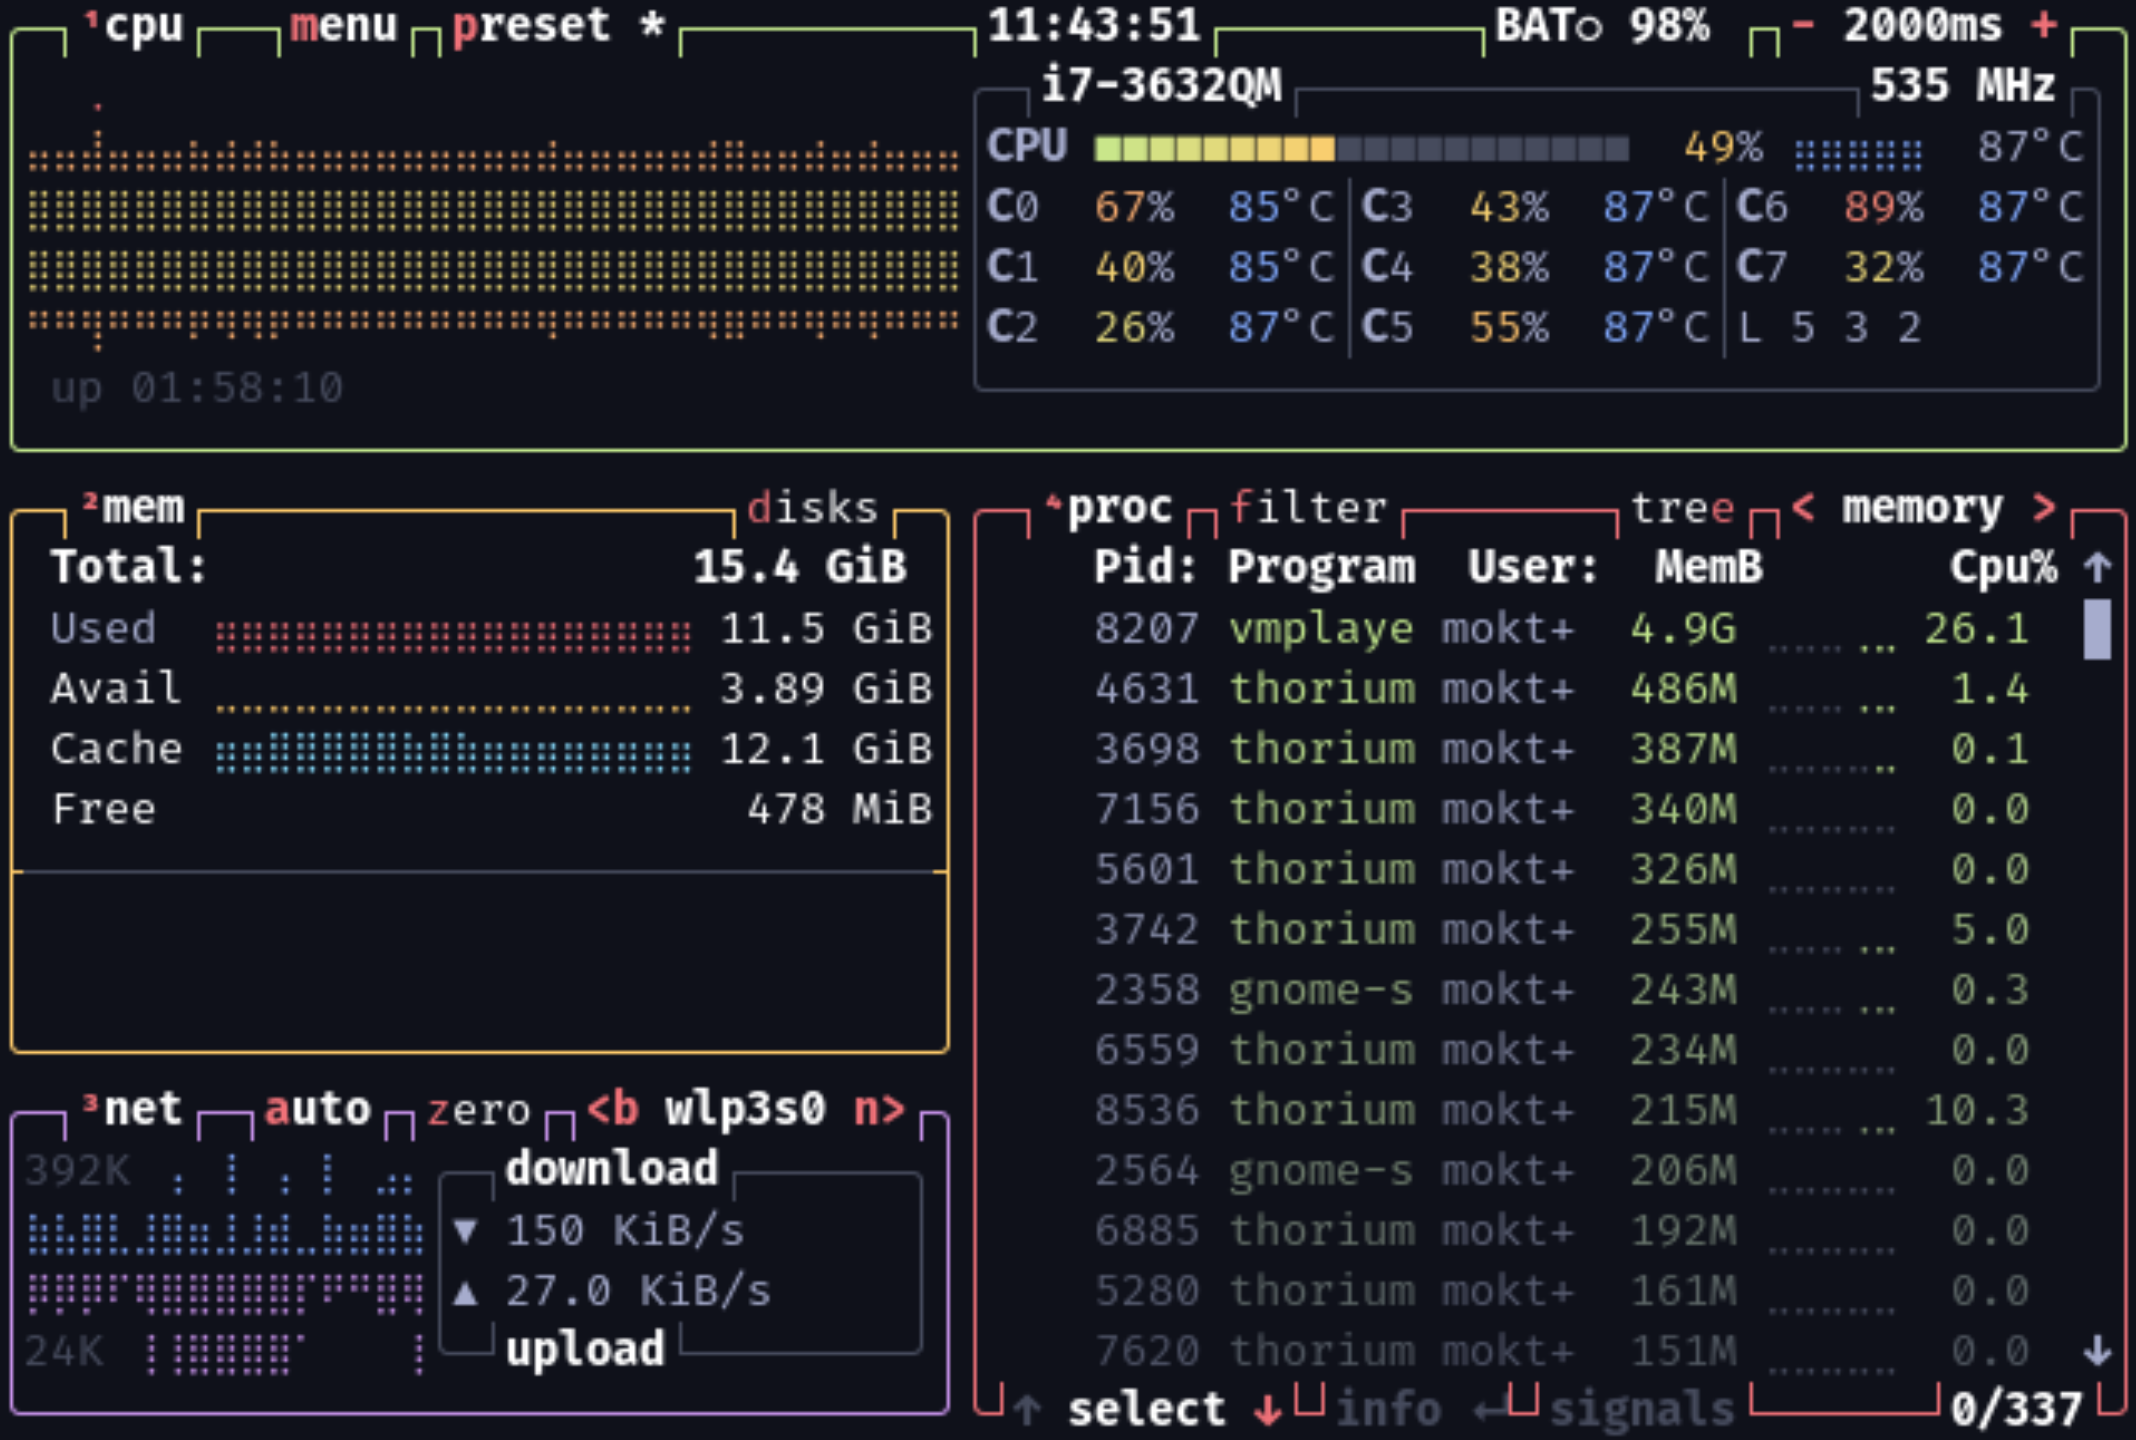 ¹cpu menu preset * 11:43:51 BAT○ 98% - 2000ms +
i7-3632QM 535 MHz
CPU 49% 87°C
C0 67% 85°C C3 43% 87°C C6 89% 87°C
C1 40% 85°C C4 38% 87°C C7 32% 87°C
C2 26% 87°C C5 55% 87°C L 5 3 2
up 01:58:10
²mem disks
Total: 15.4 GiB
Used 11.5 GiB
Avail 3.89 GiB
Cache 12.1 GiB
Free 478 MiB
³net auto zero <b wlp3s0 n>
392K download
▼ 150 KiB/s
▲ 27.0 KiB/s
24K upload
⁴proc filter tree < memory >
Pid: Program User: MemB Cpu% ↑
8207 vmplaye mokt+ 4.9G 26.1
4631 thorium mokt+ 486M 1.4
3698 thorium mokt+ 387M 0.1
7156 thorium mokt+ 340M 0.0
5601 thorium mokt+ 326M 0.0
3742 thorium mokt+ 255M 5.0
2358 gnome-s mokt+ 243M 0.3
6559 thorium mokt+ 234M 0.0
8536 thorium mokt+ 215M 10.3
2564 gnome-s mokt+ 206M 0.0
6885 thorium mokt+ 192M 0.0
5280 thorium mokt+ 161M 0.0
7620 thorium mokt+ 151M 0.0 ↓
↑ select ↓ info ↵ signals 0/337